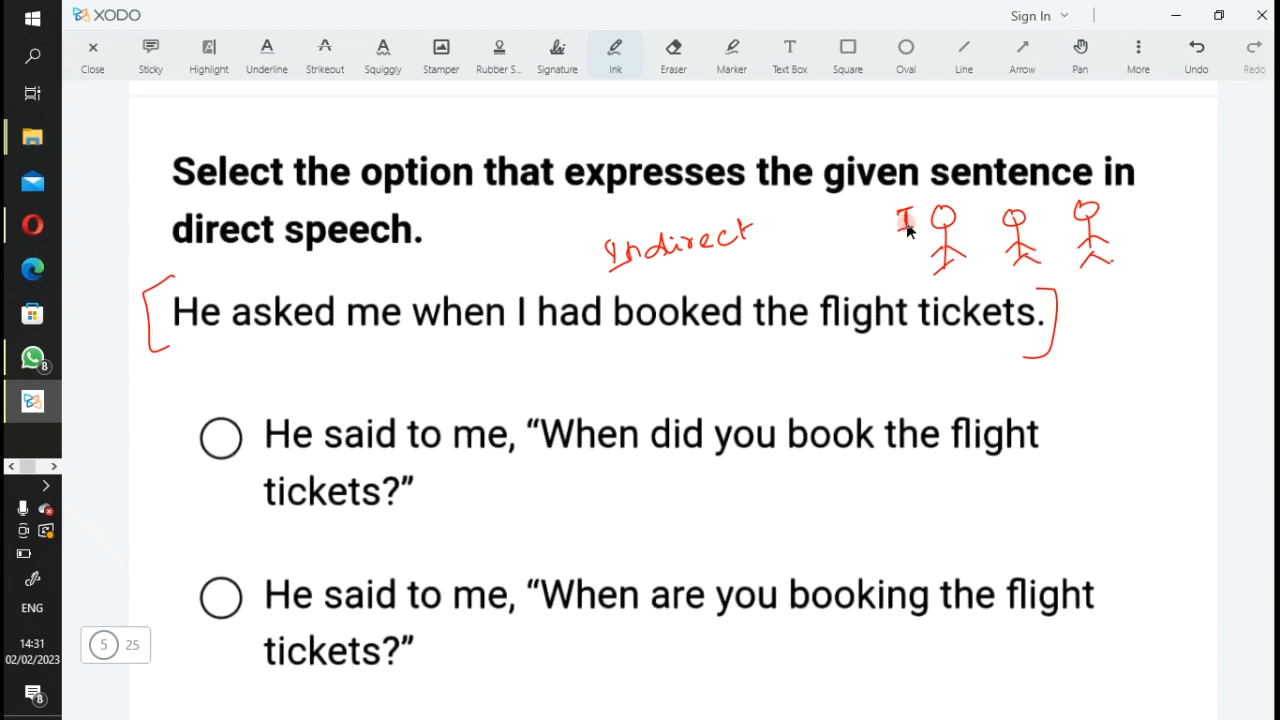 XODO
Sign In
Close
Sticky
Highlight
Underline
Strikeout
Squiggly
Stamper
Rubber S...
Signature
Ink
Eraser
Marker
Text Box
Square
Oval
Line
Arrow
Pan
More
Undo
Redo
Select the option that expresses the given sentence in
direct speech.
Indirect
I
He asked me when I had booked the flight tickets.
He said to me, “When did you book the flight
tickets?”
He said to me, “When are you booking the flight
tickets?”
5 25
8
ENG
14:31
02/02/2023
8